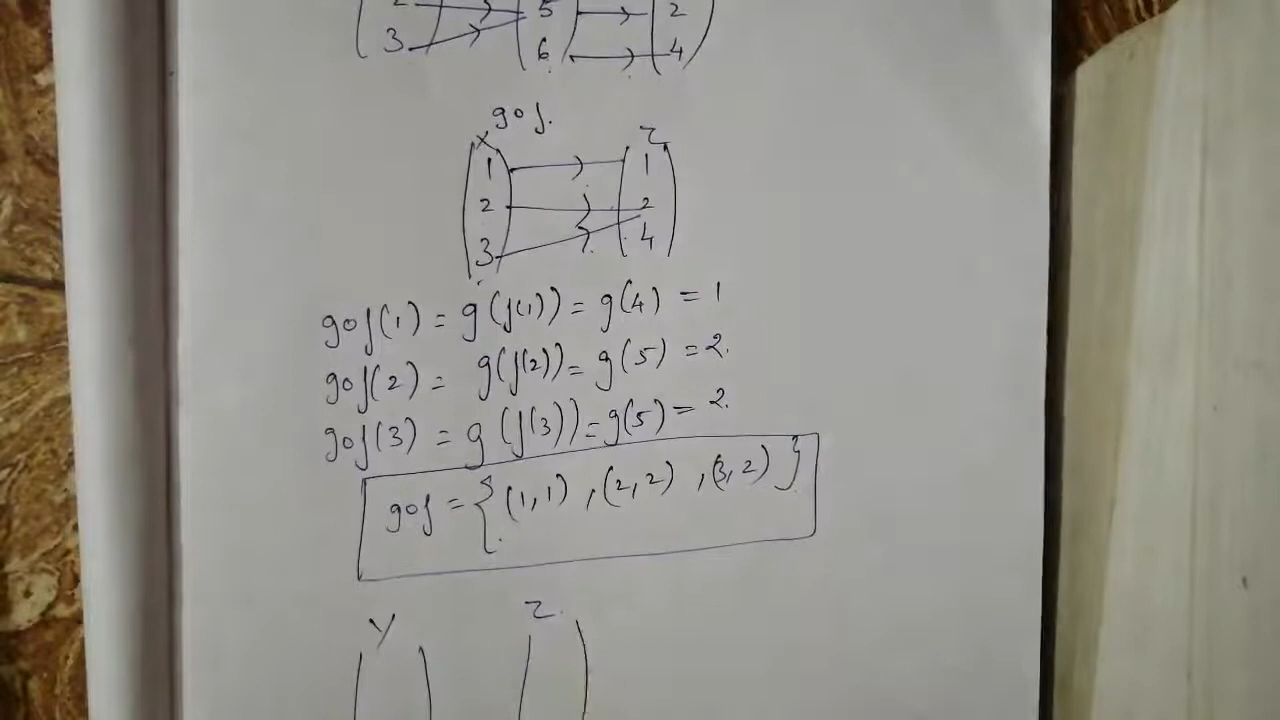 2 5 2
3 6 4
gof.
X Z
1 1
2 2
3 4
gof(1) = g(f(1)) = g(4) = 1
gof(2) = g(f(2)) = g(5) = 2.
gof(3) = g(f(3)) = g(5) = 2.
gof = {(1,1), (2,2), (3,2)}
Y Z